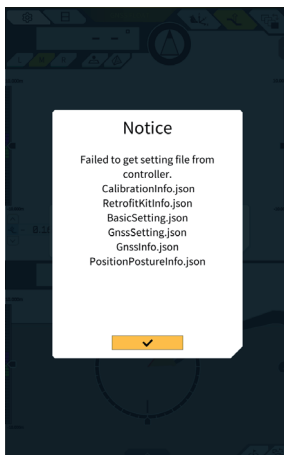 Notice
Failed to get setting file from
controller.
CalibrationInfo.json
RetrofitKitInfo.json
BasicSetting.json
GnssSetting.json
GnssInfo.json
PositionPostureInfo.json